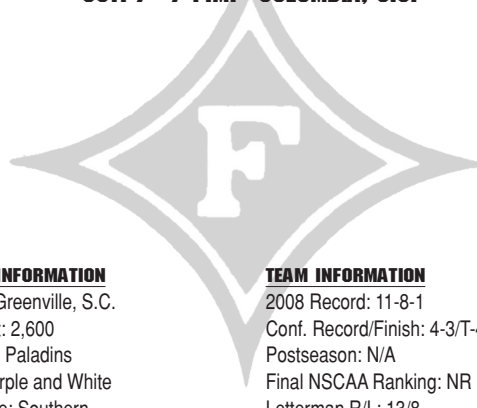 F
INFORMATION
Greenville, S.C.
: 2,600
Paladins
rple and White
: Southern
TEAM INFORMATION
2008 Record: 11-8-1
Conf. Record/Finish: 4-3/T-
Postseason: N/A
Final NSCAA Ranking: NR